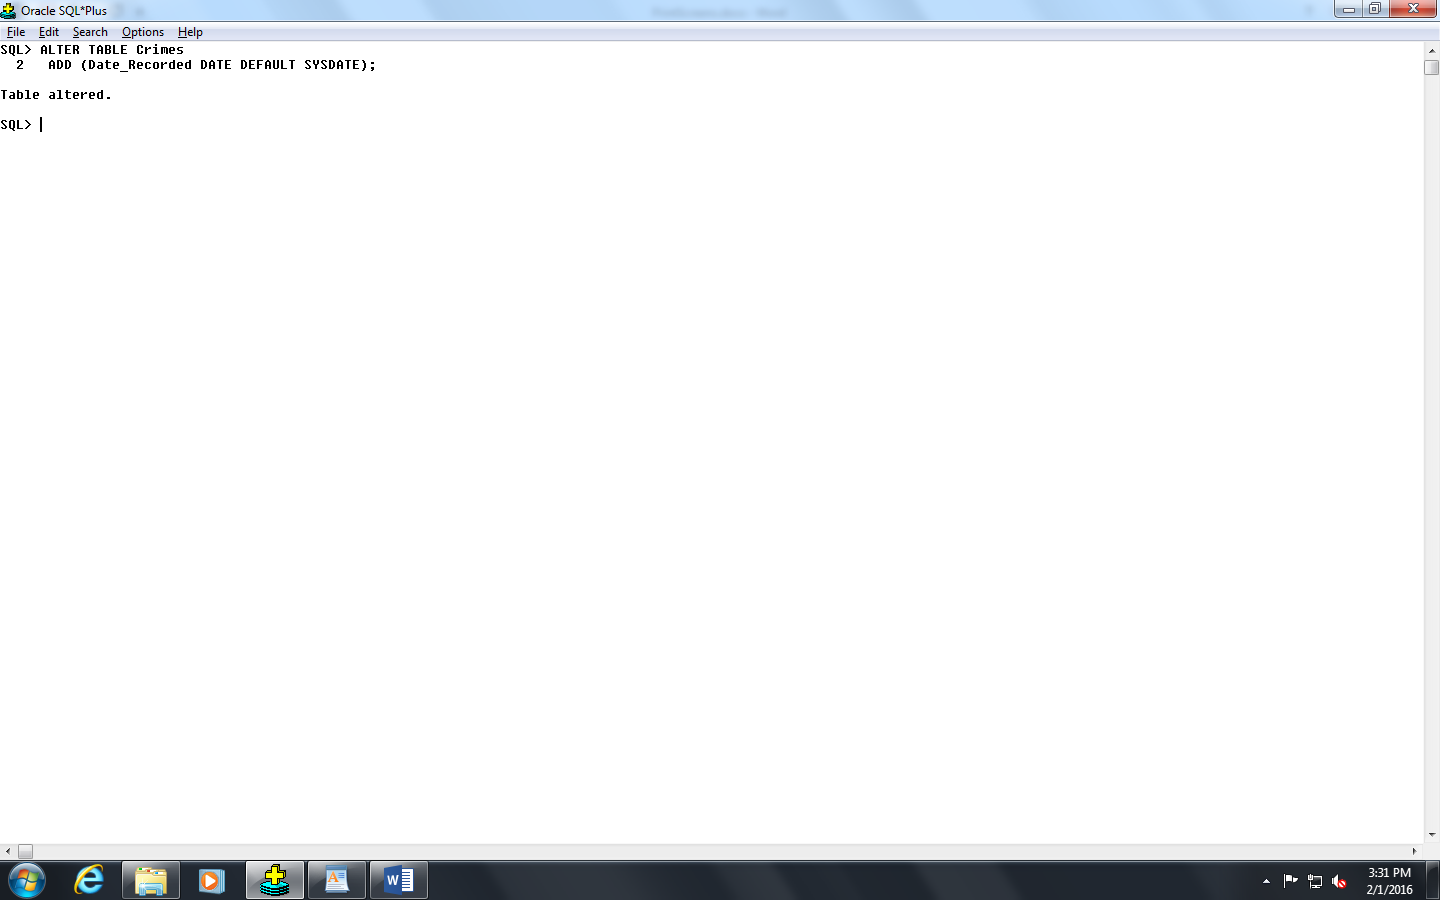 Oracle SQL*Plus
File Edit Search Options Help
SQL> ALTER TABLE Crimes
  2   ADD (Date_Recorded DATE DEFAULT SYSDATE);
Table altered.
SQL>
3:31 PM
2/1/2016